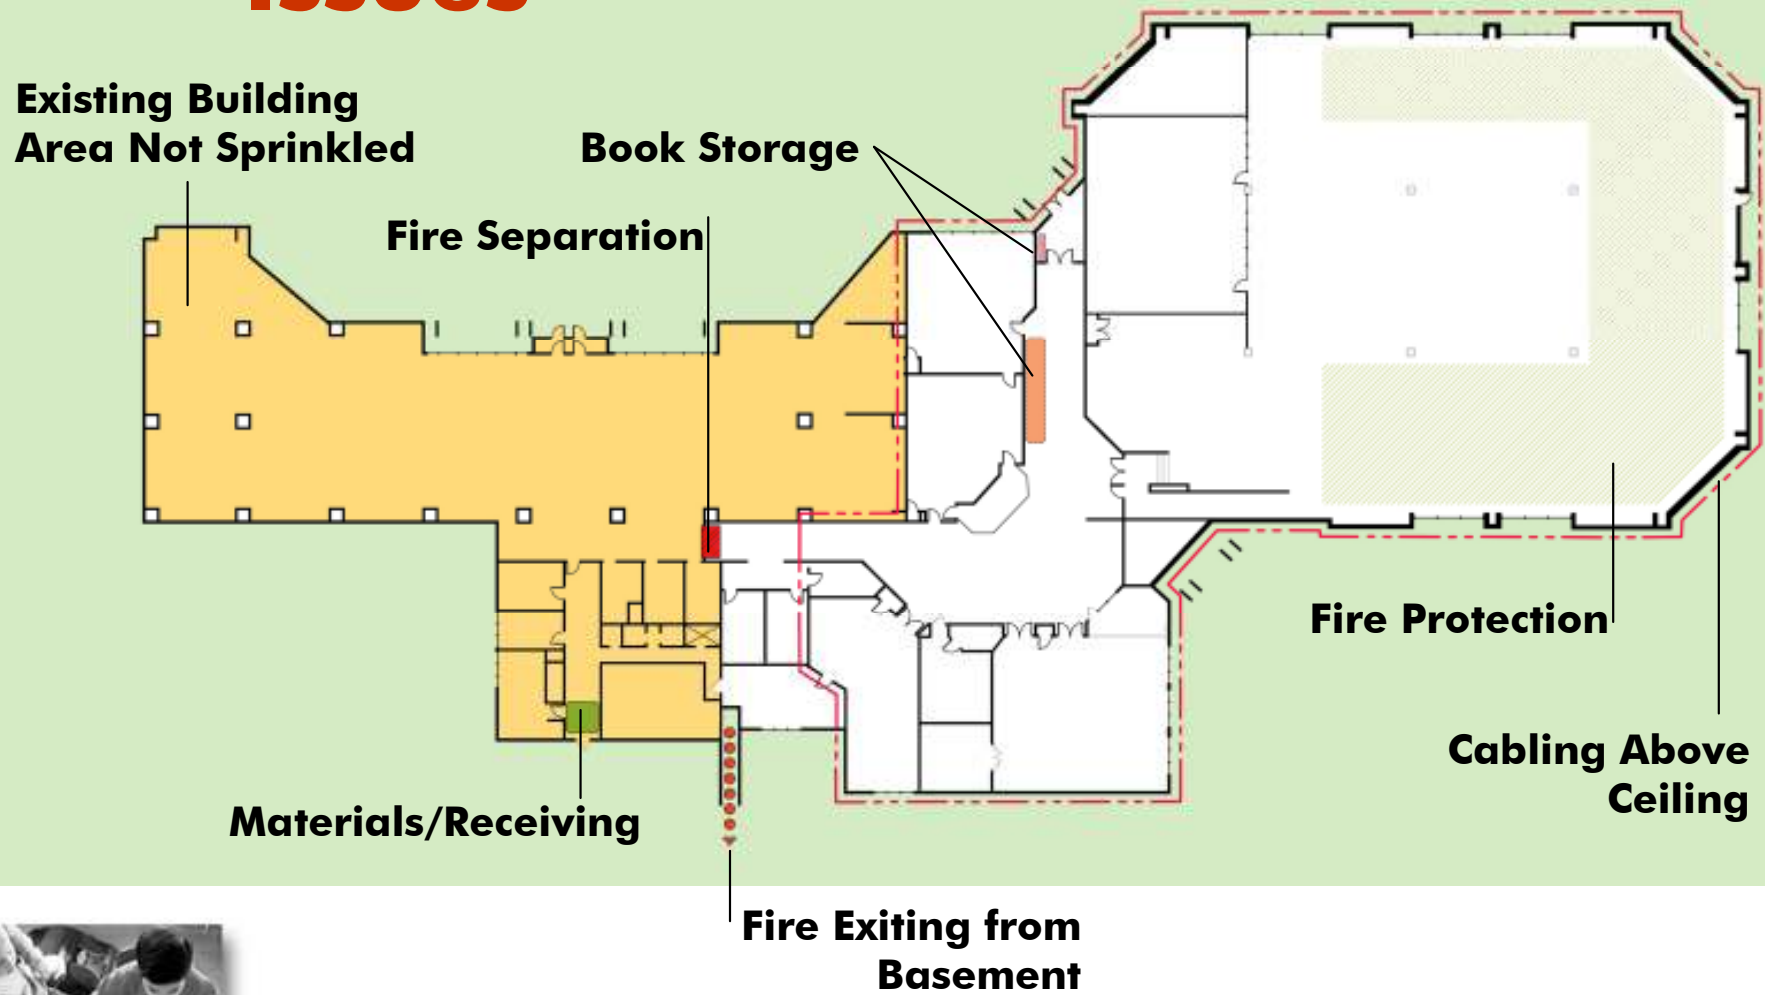 Issues
Existing Building
Area Not Sprinkled
Book Storage
Fire Separation
Fire Protection
Cabling Above
Ceiling
Materials/Receiving
Fire Exiting from
Basement